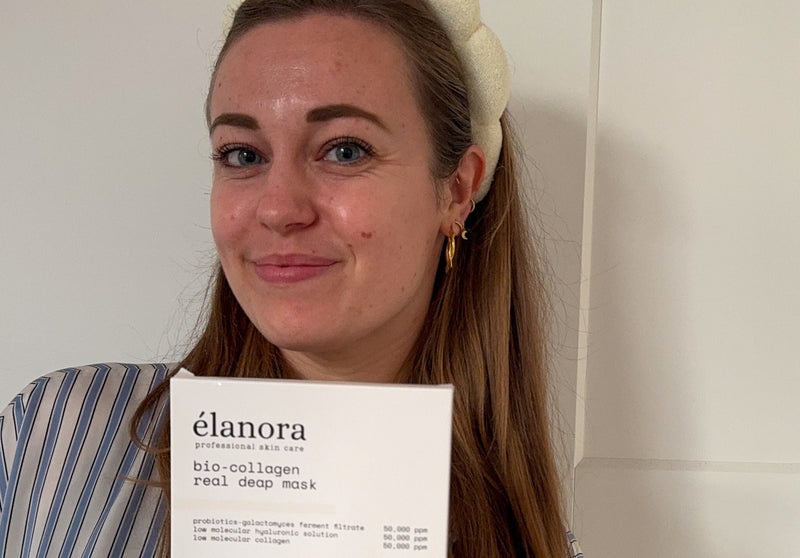 élanora
professional skin care
bio-collagen
real deap mask
probiotics-galactomyces ferment filtrate 50,000 ppm
low molecular hyaluronic solution 50,000 ppm
low molecular collagen 50,000 ppm